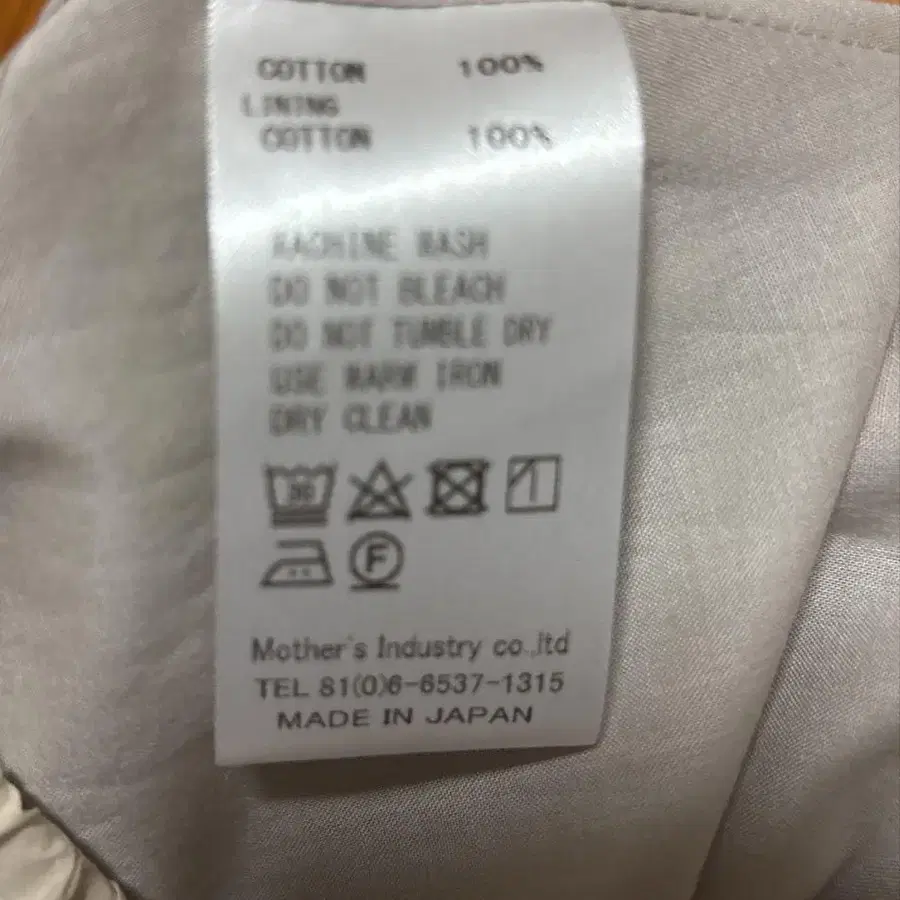 COTTON 100%
LINING
COTTON 100%
MACHINE WASH
DO NOT BLEACH
DO NOT TUMBLE DRY
USE WARM IRON
DRY CLEAN
30
F
Mother's Industry co.,ltd
TEL 81(0)6-6537-1315
MADE IN JAPAN